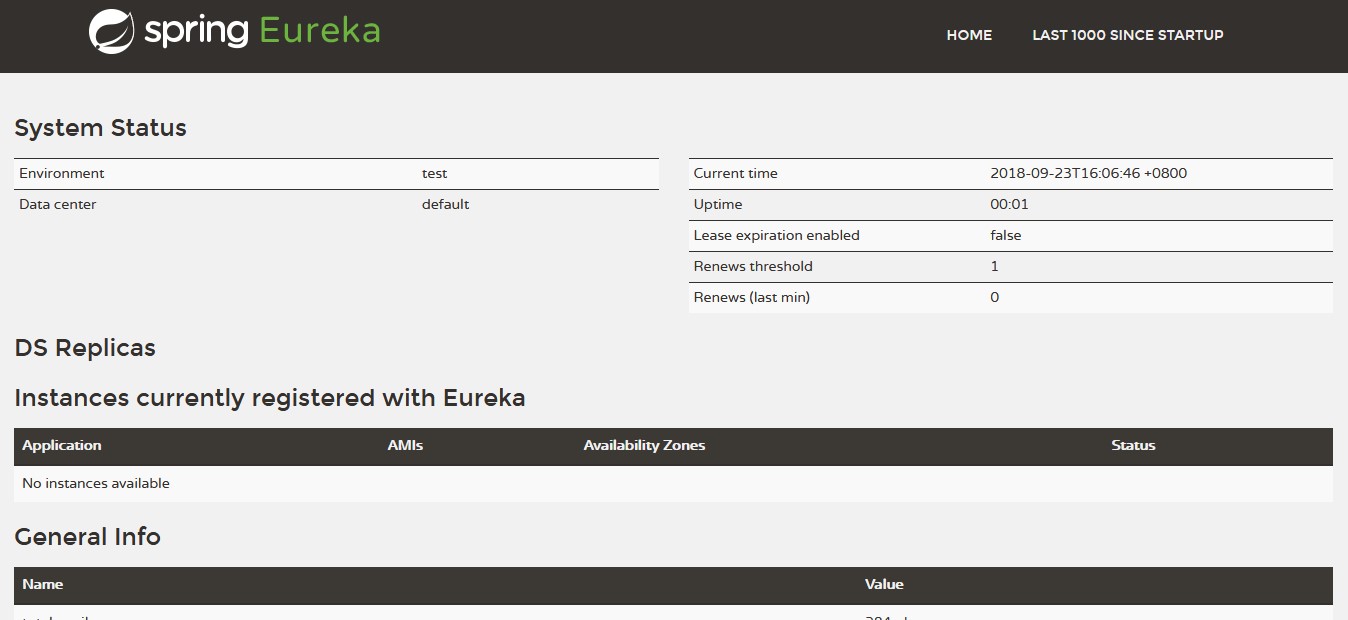 spring Eureka
HOME LAST 1000 SINCE STARTUP
System Status
Environment test
Data center default
Current time 2018-09-23T16:06:46 +0800
Uptime 00:01
Lease expiration enabled false
Renews threshold 1
Renews (last min) 0
DS Replicas
Instances currently registered with Eureka
Application AMIs Availability Zones Status
No instances available
General Info
Name Value